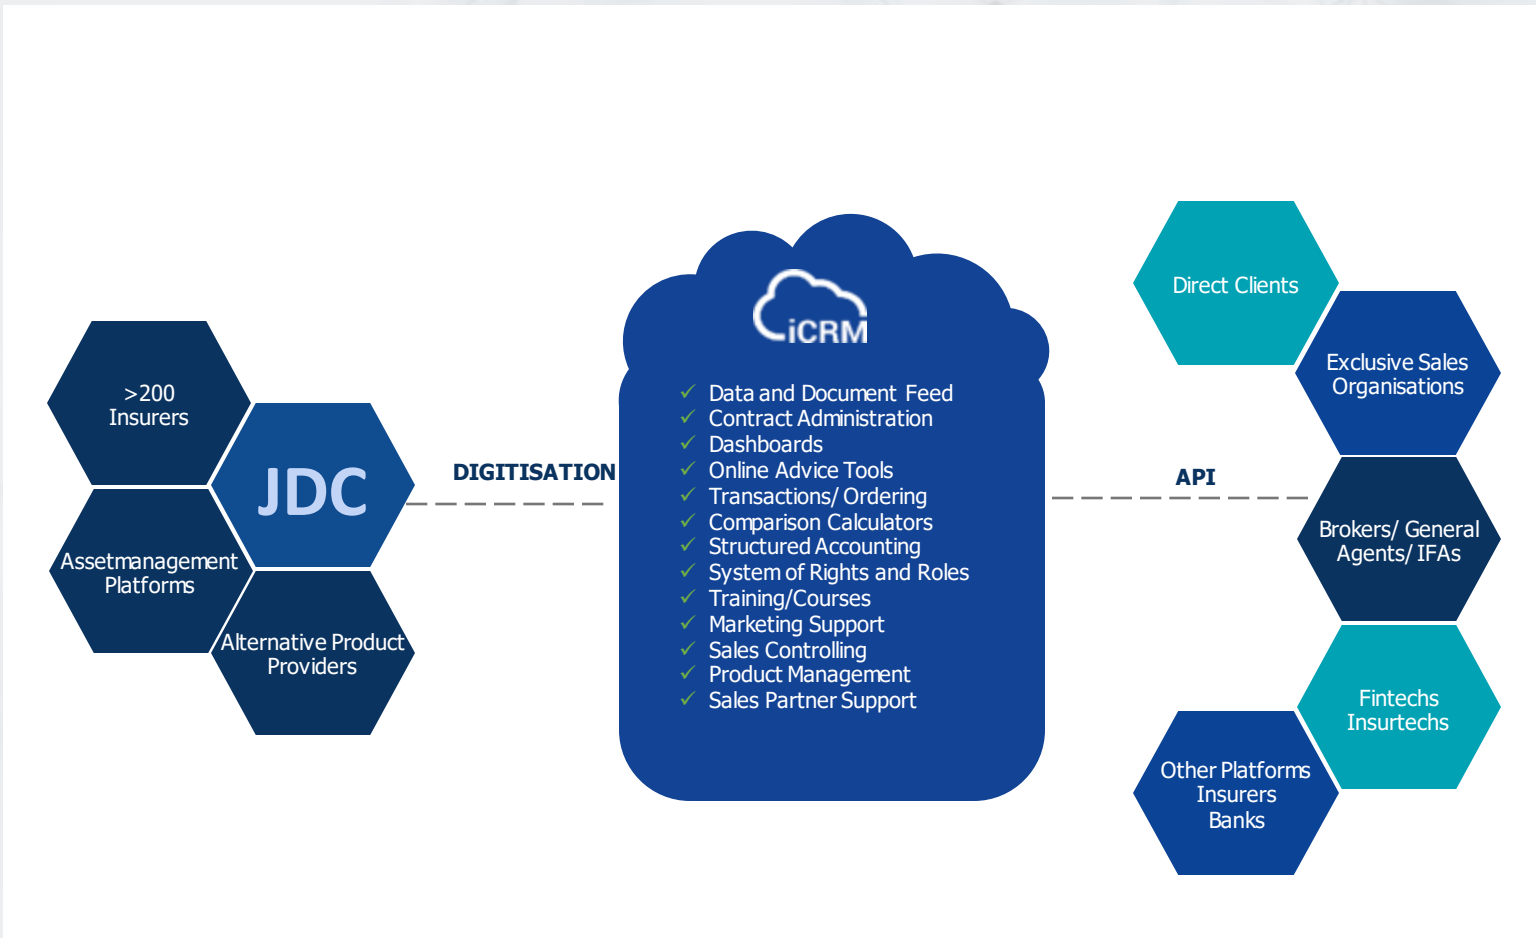 >200
Insurers
JDC
Assetmanagement
Platforms
Alternative Product
Providers
DIGITISATION
iCRM
✓ Data and Document Feed
✓ Contract Administration
✓ Dashboards
✓ Online Advice Tools
✓ Transactions/ Ordering
✓ Comparison Calculators
✓ Structured Accounting
✓ System of Rights and Roles
✓ Training/Courses
✓ Marketing Support
✓ Sales Controlling
✓ Product Management
✓ Sales Partner Support
API
Direct Clients
Exclusive Sales
Organisations
Brokers/ General
Agents/ IFAs
Fintechs
Insurtechs
Other Platforms
Insurers
Banks